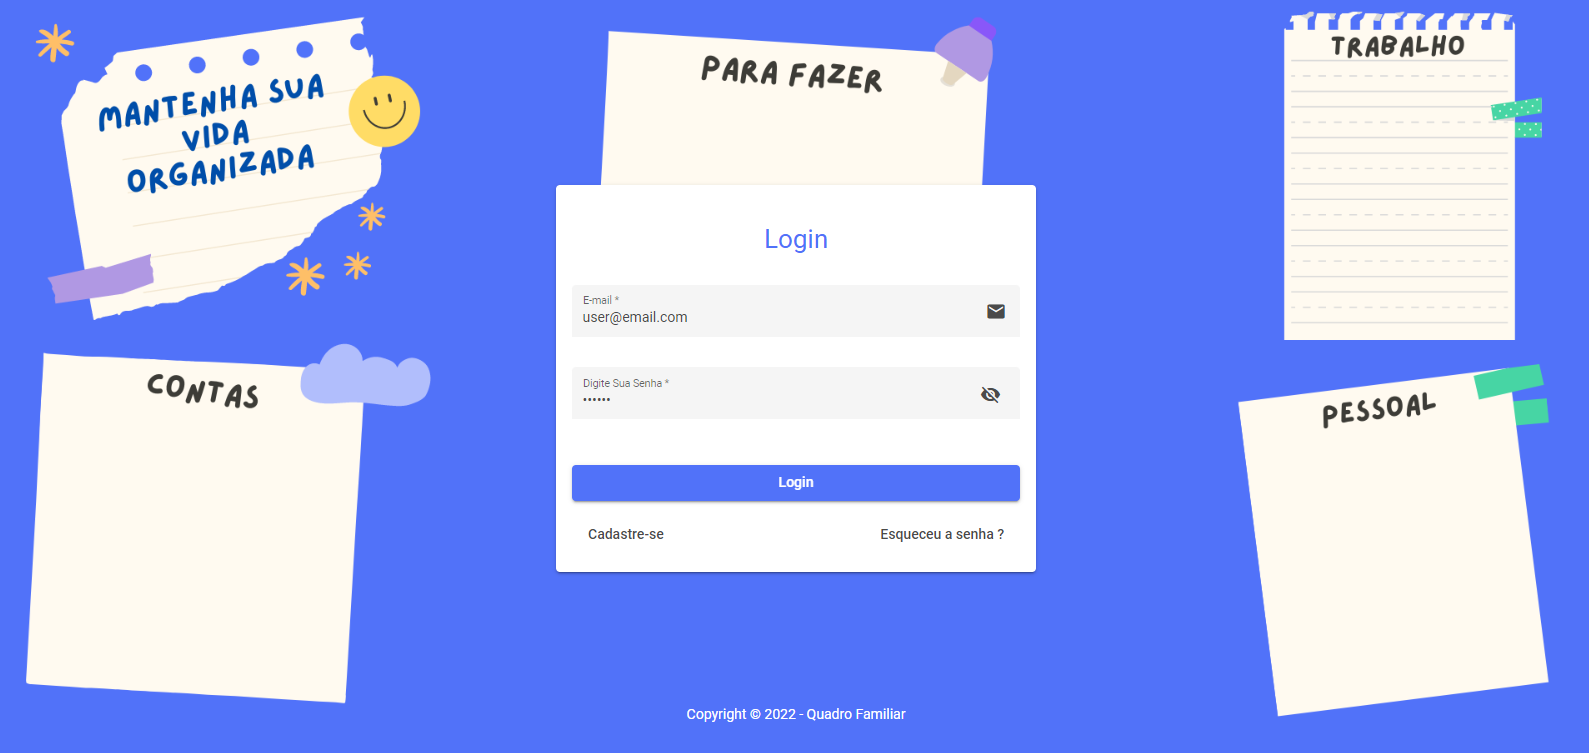 MANTENHA SUA
VIDA
ORGANIZADA
PARA FAZER
TRABALHO
Login
E-mail *
user@email.com
Digite Sua Senha *
••••••
Login
Cadastre-se
Esqueceu a senha ?
CONTAS
PESSOAL
Copyright © 2022 - Quadro Familiar